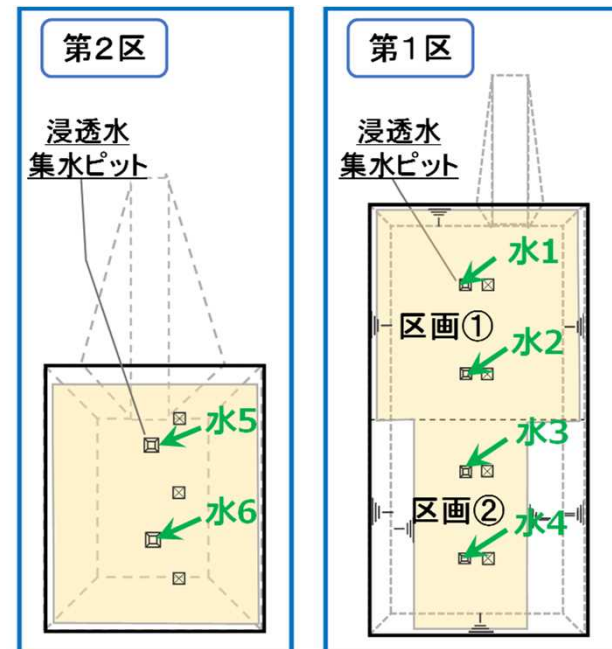 第2区
浸透水
集水ピット
水5
水6
第1区
浸透水
集水ピット
水1
区画①
水2
水3
区画②
水4